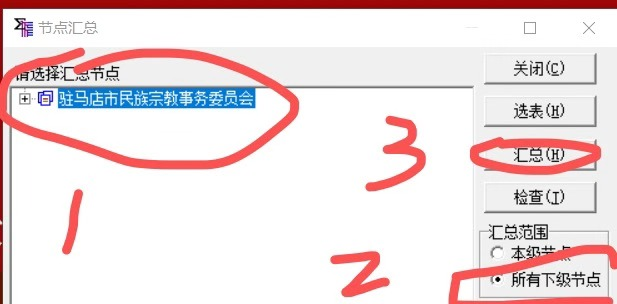 节点汇总
请选择汇总节点
驻马店市民族宗教事务委员会
关闭(C)
选表(H)
3
汇总(H)
检查(I)
1
汇总范围
本级节点
2
所有下级节点